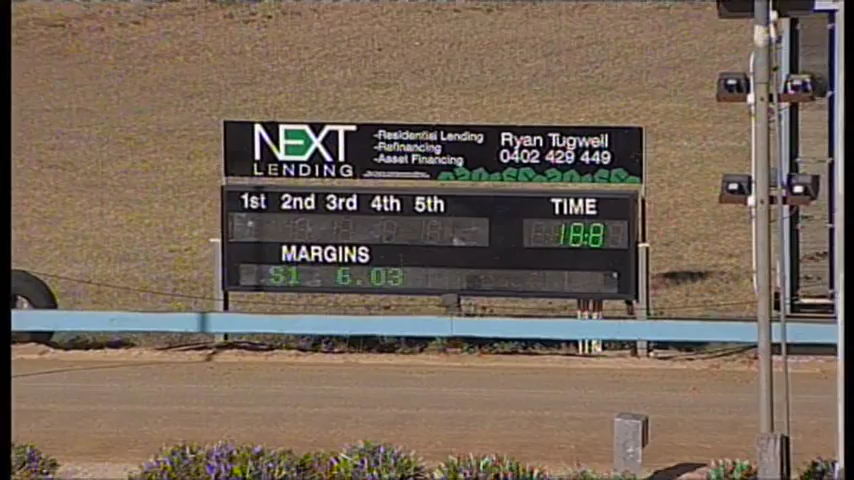 NEXT
LENDING
-Residential Lending
-Refinancing
-Asset Financing
Ryan Tugwell
0402 429 449
1st 2nd 3rd 4th 5th
TIME
18:8
MARGINS
S1 6.03